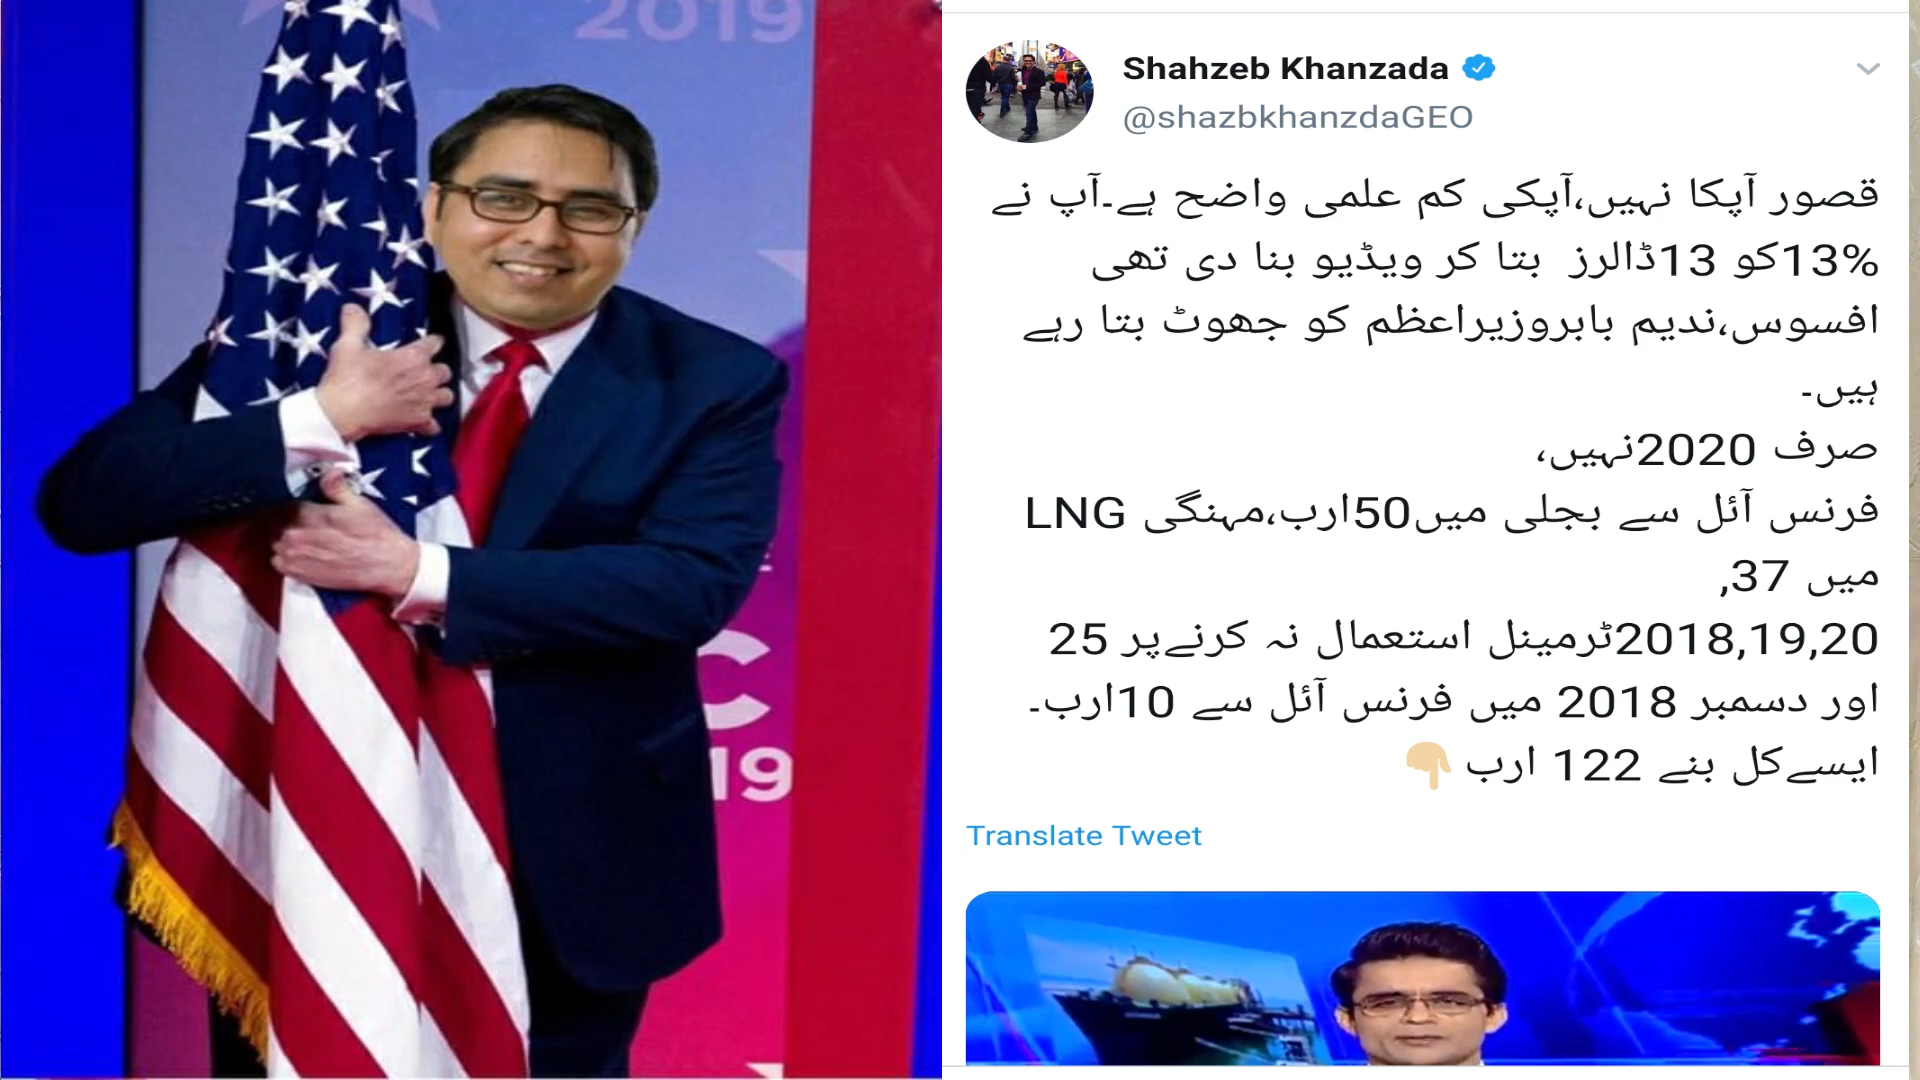 2019
C
19
Shahzeb Khanzada
@shazbkhanzdaGEO
قصور آپکا نہیں،آپکی کم علمی واضح ہے۔آپ نے
13%کو 13ڈالرز بتا کر ویڈیو بنا دی تھی
افسوس،ندیم بابروزیراعظم کو جھوٹ بتا رہے
ہیں۔
صرف 2020نہیں،
فرنس آئل سے بجلی میں50ارب،مہنگی LNG
میں 37,
2018,19,20ٹرمینل استعمال نہ کرنےپر 25
اور دسمبر 2018 میں فرنس آئل سے 10ارب۔
ایسےکل بنے 122 ارب 👇🏼
Translate Tweet